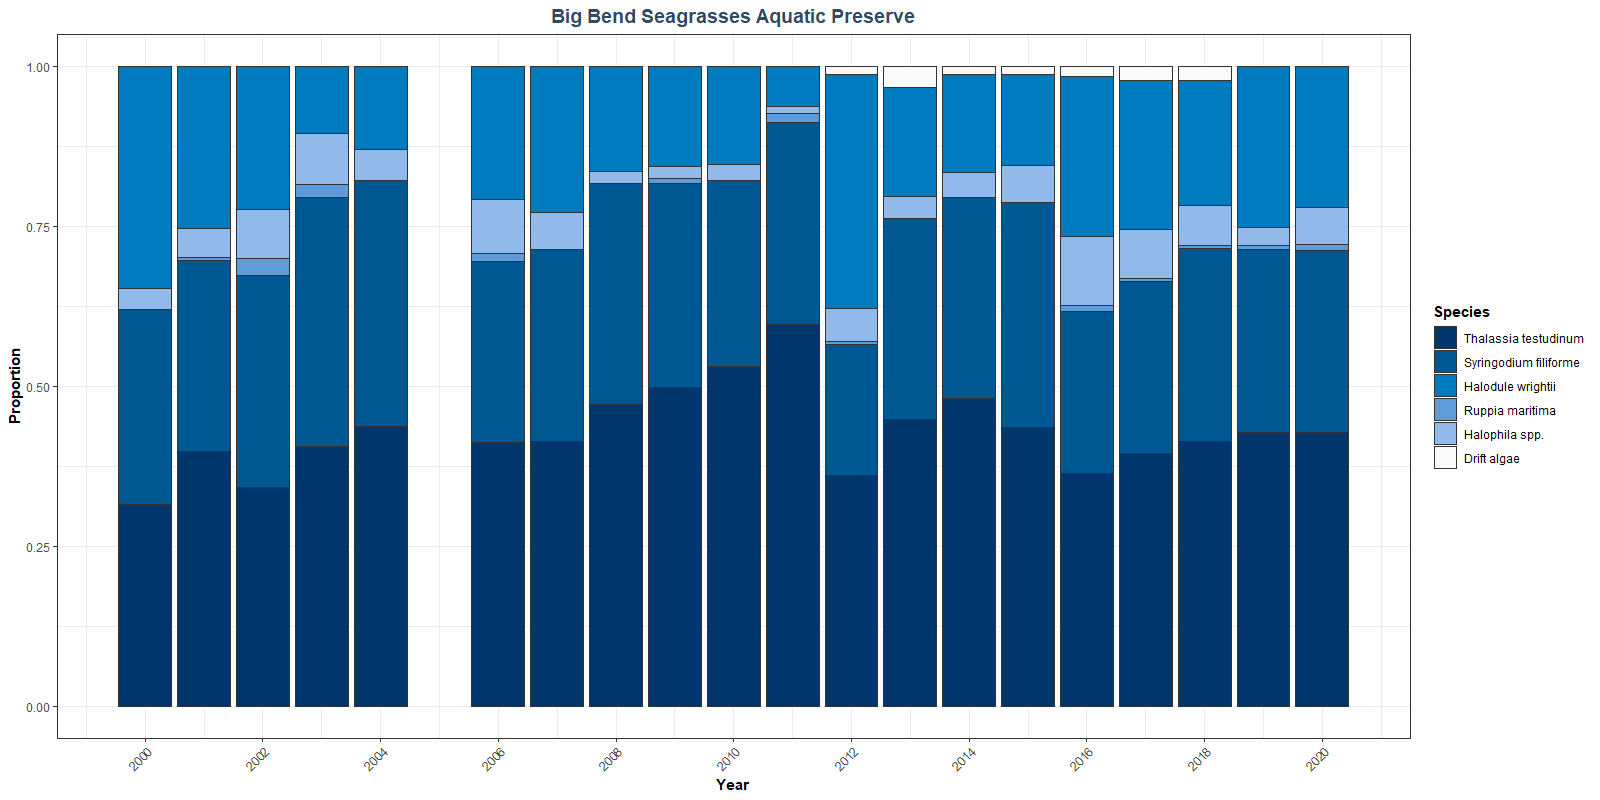 Big Bend Seagrasses Aquatic Preserve
Proportion
1.00
0.75
0.50
0.25
0.00
2000
2002
2004
2006
2008
2010
2012
2014
2016
2018
2020
Year
Species
Thalassia testudinum
Syringodium filiforme
Halodule wrightii
Ruppia maritima
Halophila spp.
Drift algae